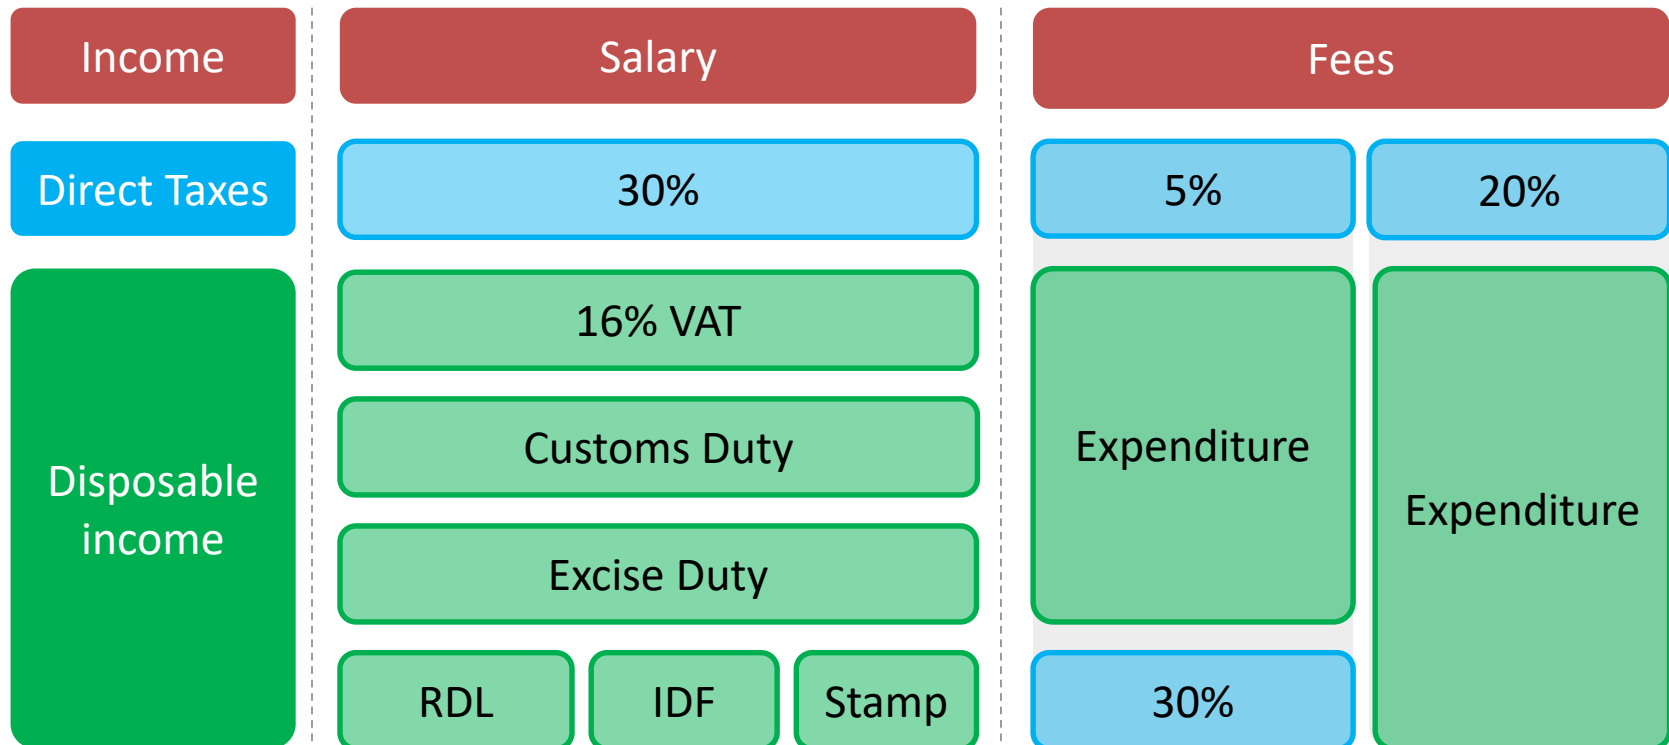 Income
Salary
Fees
Direct Taxes
30%
5%
20%
Disposable
income
16% VAT
Customs Duty
Excise Duty
RDL
IDF
Stamp
Expenditure
30%
Expenditure